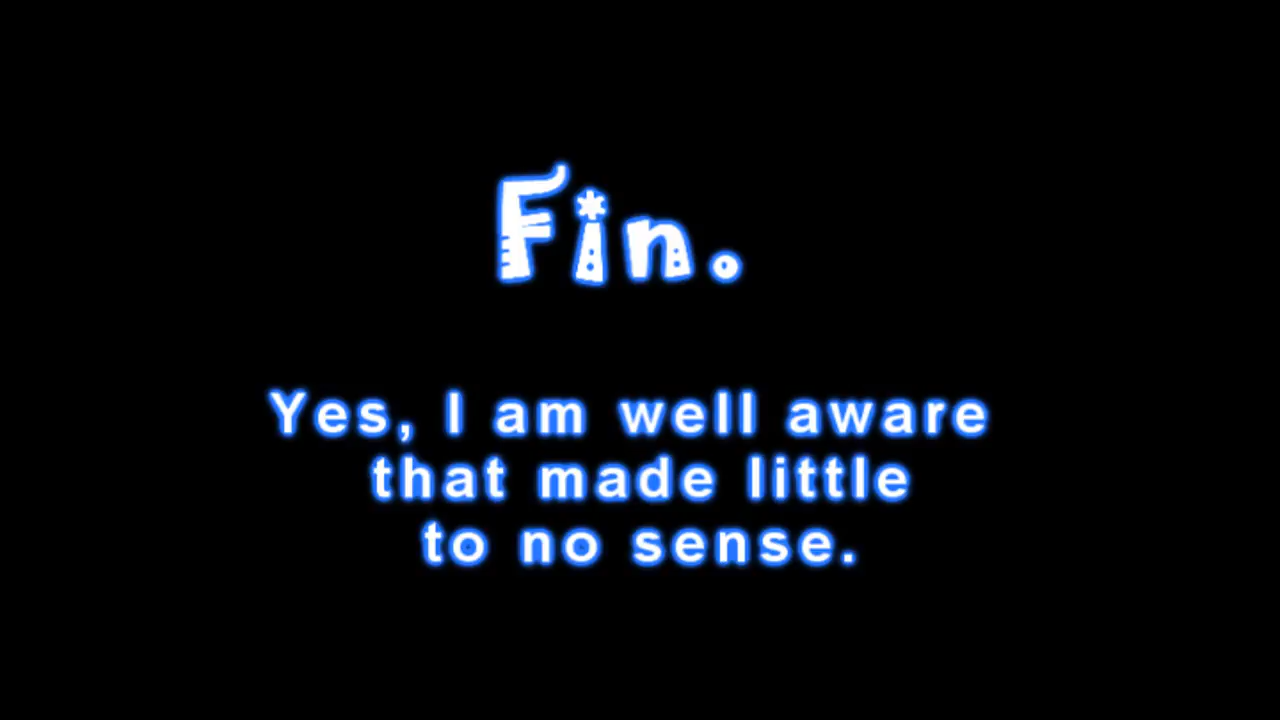 Fin.
Yes, I am well aware
that made little
to no sense.